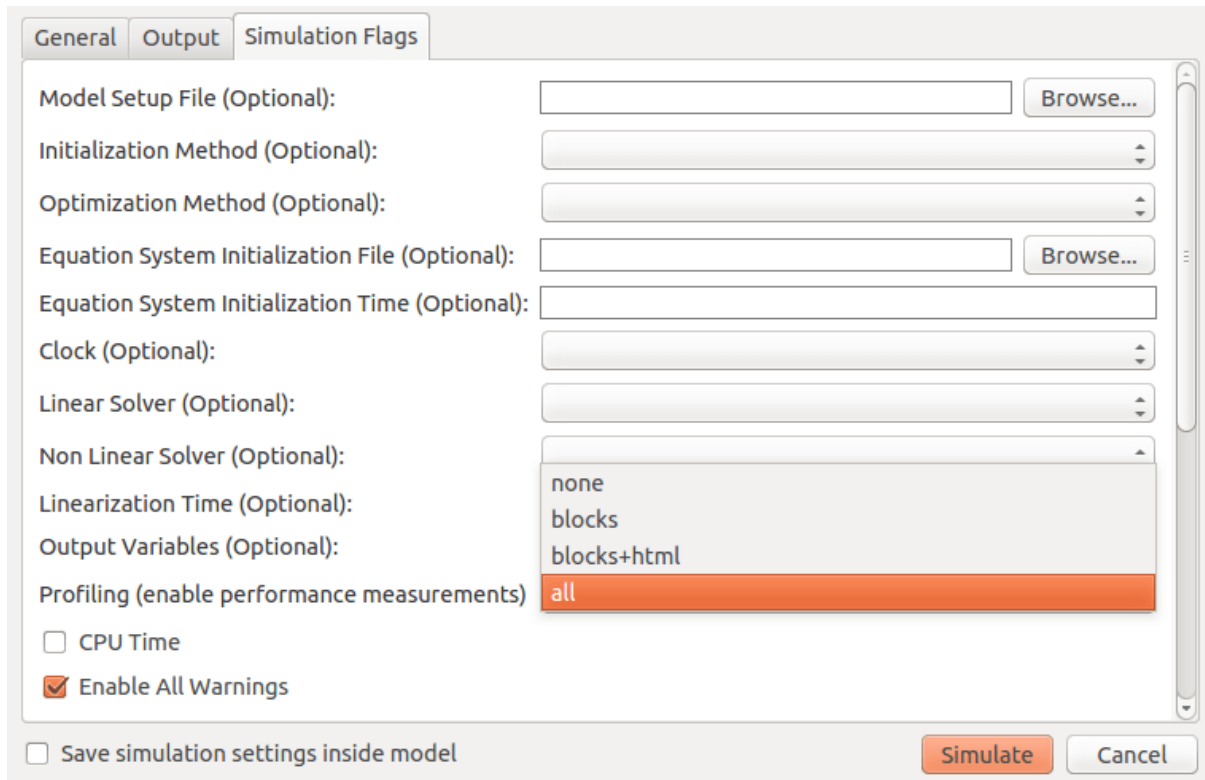 General Output Simulation Flags
Model Setup File (Optional): Browse...
Initialization Method (Optional):
Optimization Method (Optional):
Equation System Initialization File (Optional): Browse...
Equation System Initialization Time (Optional):
Clock (Optional):
Linear Solver (Optional):
Non Linear Solver (Optional):
none
Linearization Time (Optional):
blocks
Output Variables (Optional):
blocks+html
Profiling (enable performance measurements) all
CPU Time
Enable All Warnings
Save simulation settings inside model Simulate Cancel